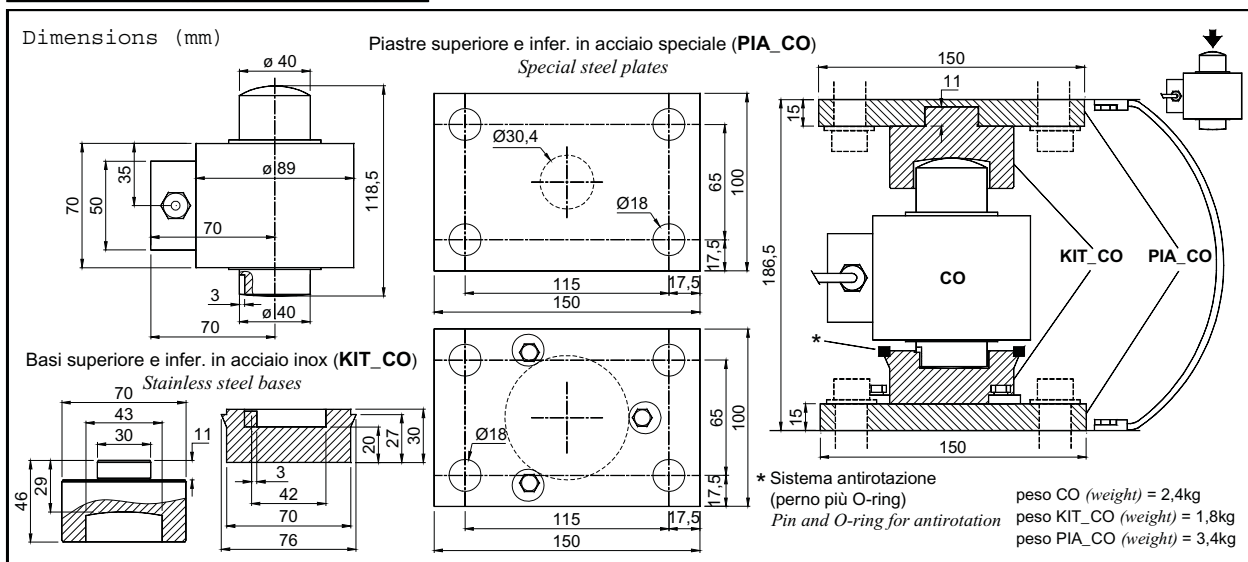 Dimensions (mm)
ø 40
ø 89
35
50
70
70
118,5
3
ø 40
70
Piastre superiore e infer. in acciaio speciale (PIA_CO)
Special steel plates
Ø30,4
Ø18
65
100
17,5
115
17,5
150
Ø18
65
100
17,5
115
17,5
150
Basi superiore e infer. in acciaio inox (KIT_CO)
Stainless steel bases
70
43
30
11
29
46
20
27
30
3
42
70
76
150
11
15
186,5
CO
KIT_CO
PIA_CO
*
15
150
* Sistema antirotazione
(perno più O-ring)
Pin and O-ring for antirotation
peso CO (weight) = 2,4kg
peso KIT_CO (weight) = 1,8kg
peso PIA_CO (weight) = 3,4kg